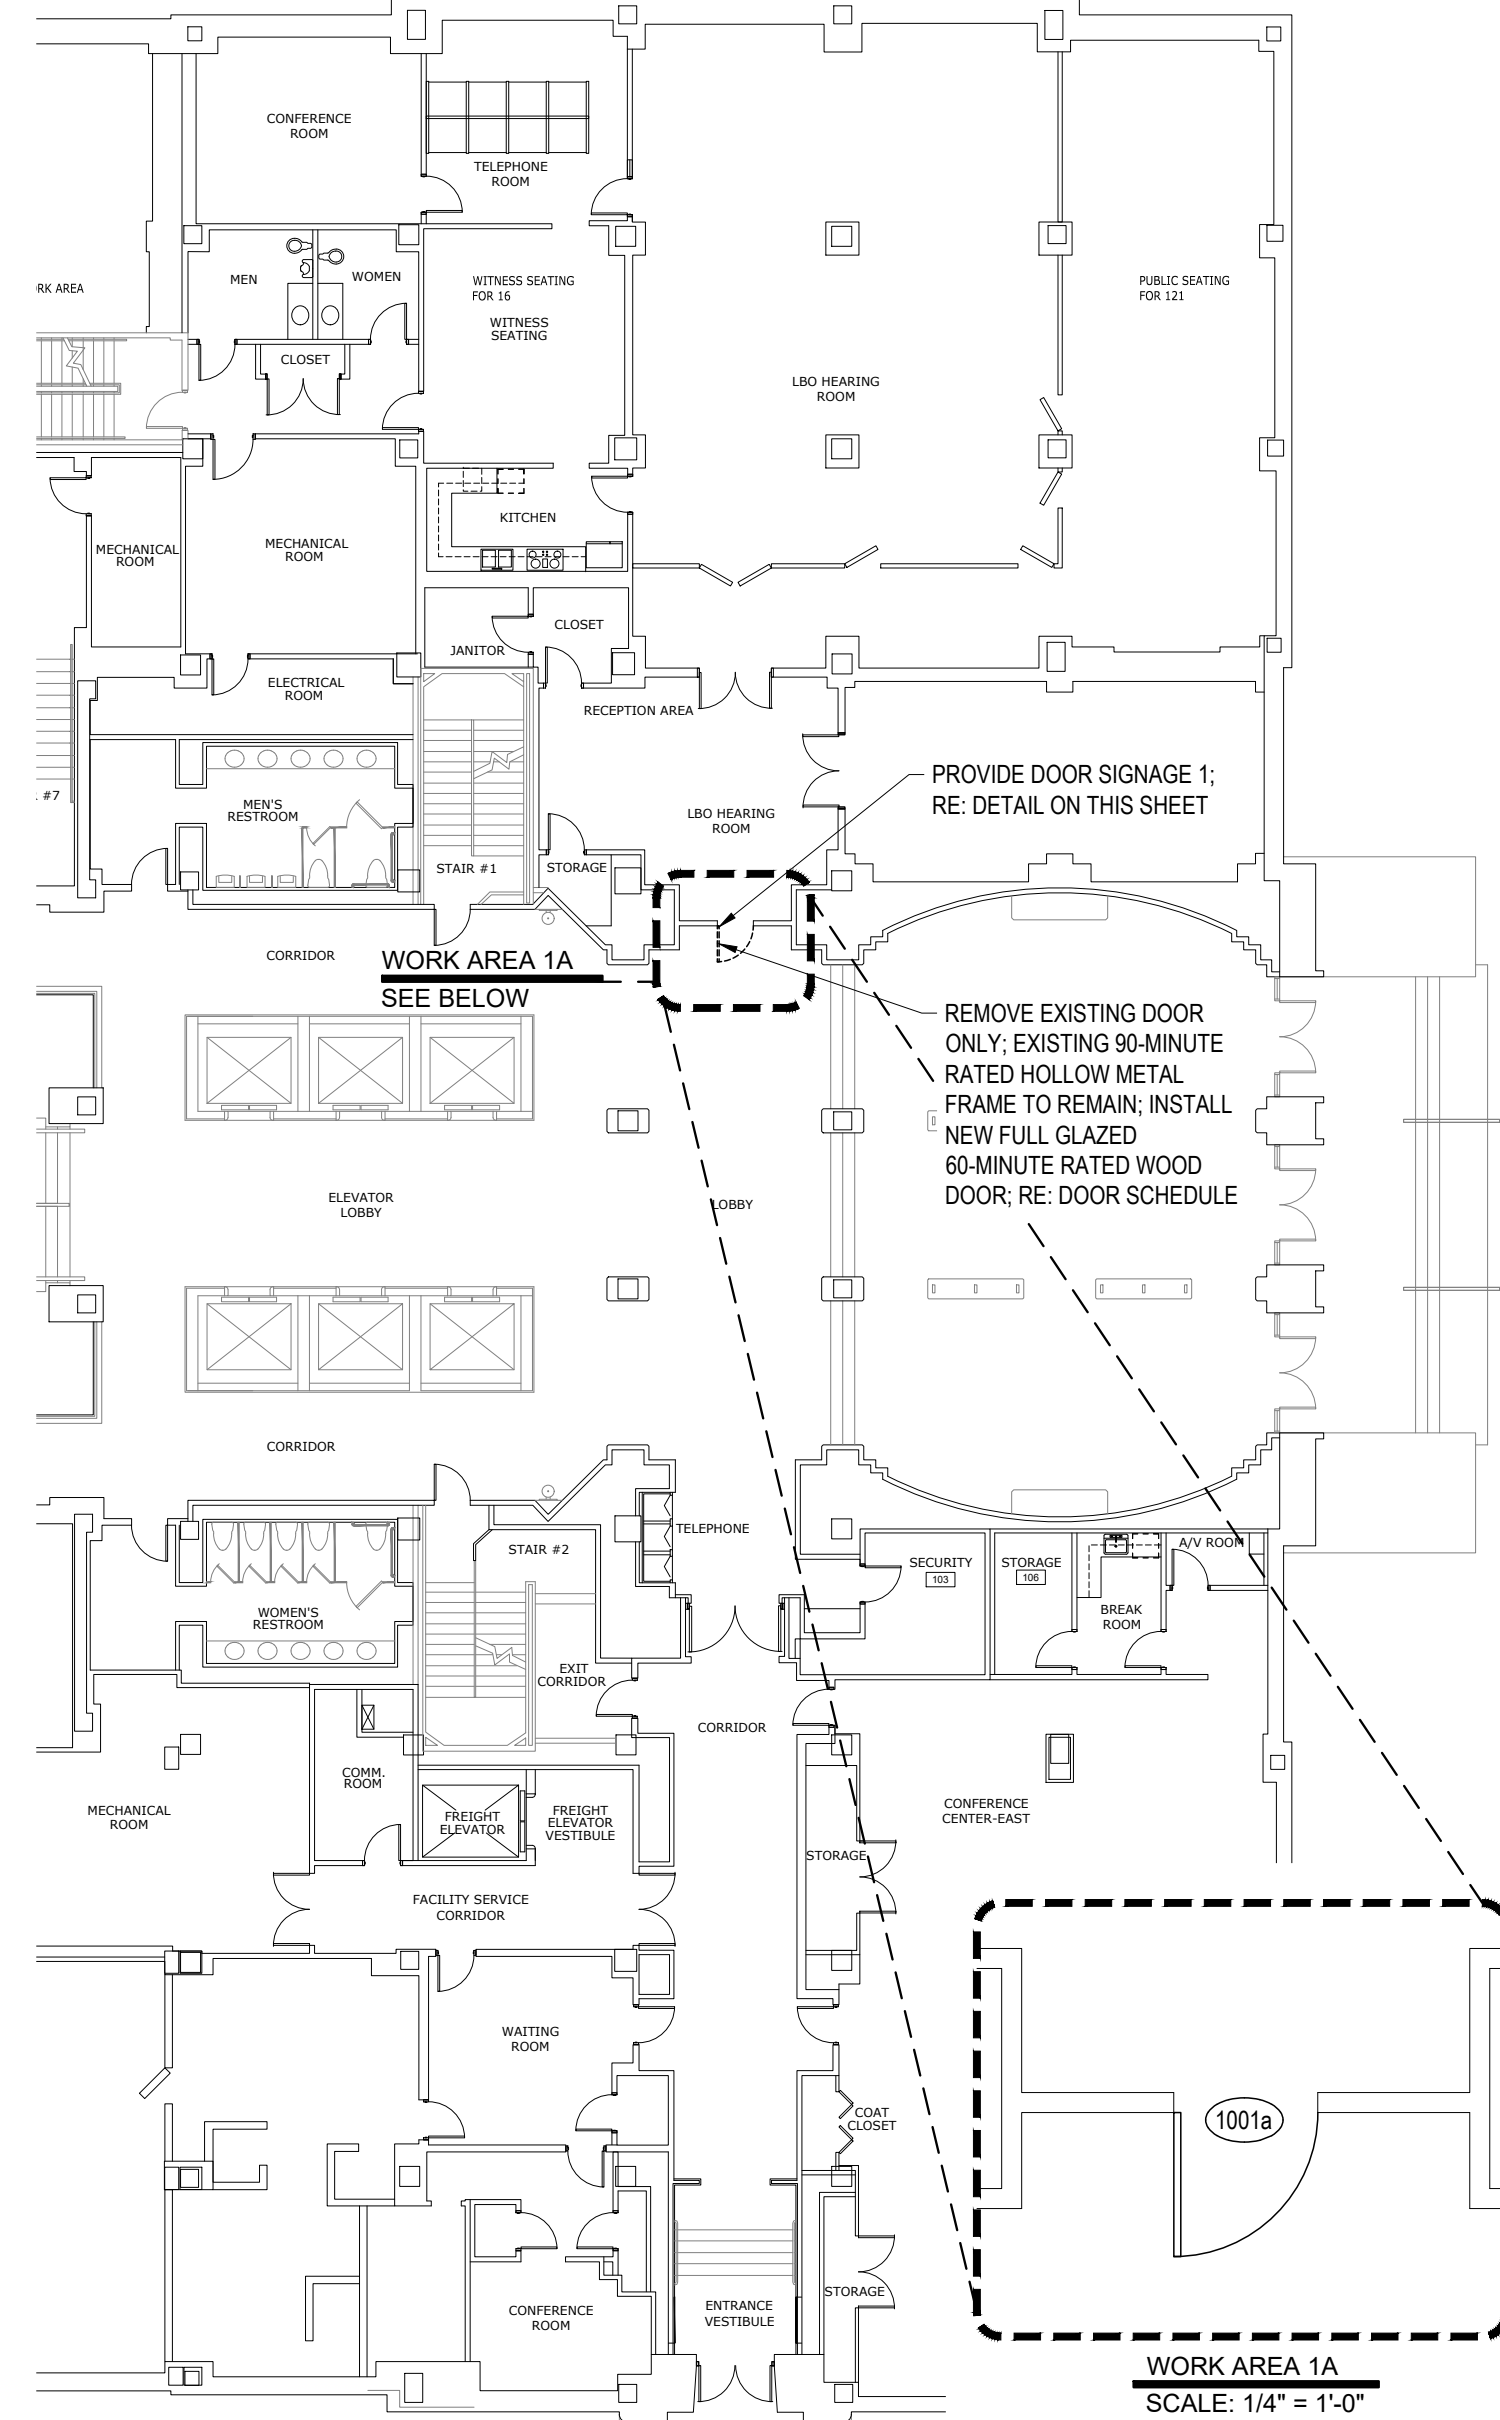 CONFERENCE
ROOM
TELEPHONE
ROOM
MEN
WOMEN
RK AREA
WITNESS SEATING
FOR 16
WITNESS
SEATING
PUBLIC SEATING
FOR 121
CLOSET
LBO HEARING
ROOM
KITCHEN
MECHANICAL
ROOM
MECHANICAL
ROOM
CLOSET
JANITOR
ELECTRICAL
ROOM
RECEPTION AREA
PROVIDE DOOR SIGNAGE 1;
RE: DETAIL ON THIS SHEET
#7
MEN'S
RESTROOM
LBO HEARING
ROOM
STAIR #1
STORAGE
CORRIDOR
WORK AREA 1A
SEE BELOW
REMOVE EXISTING DOOR
ONLY; EXISTING 90-MINUTE
RATED HOLLOW METAL
FRAME TO REMAIN; INSTALL
NEW FULL GLAZED
60-MINUTE RATED WOOD
DOOR; RE: DOOR SCHEDULE
ELEVATOR
LOBBY
LOBBY
CORRIDOR
TELEPHONE
STAIR #2
SECURITY
103
STORAGE
106
A/V ROOM
BREAK
ROOM
WOMEN'S
RESTROOM
EXIT
CORRIDOR
CORRIDOR
COMM.
ROOM
MECHANICAL
ROOM
FREIGHT
ELEVATOR
FREIGHT
ELEVATOR
VESTIBULE
CONFERENCE
CENTER-EAST
STORAGE
FACILITY SERVICE
CORRIDOR
WAITING
ROOM
COAT
CLOSET
1001a
STORAGE
CONFERENCE
ROOM
ENTRANCE
VESTIBULE
WORK AREA 1A
SCALE: 1/4" = 1'-0"